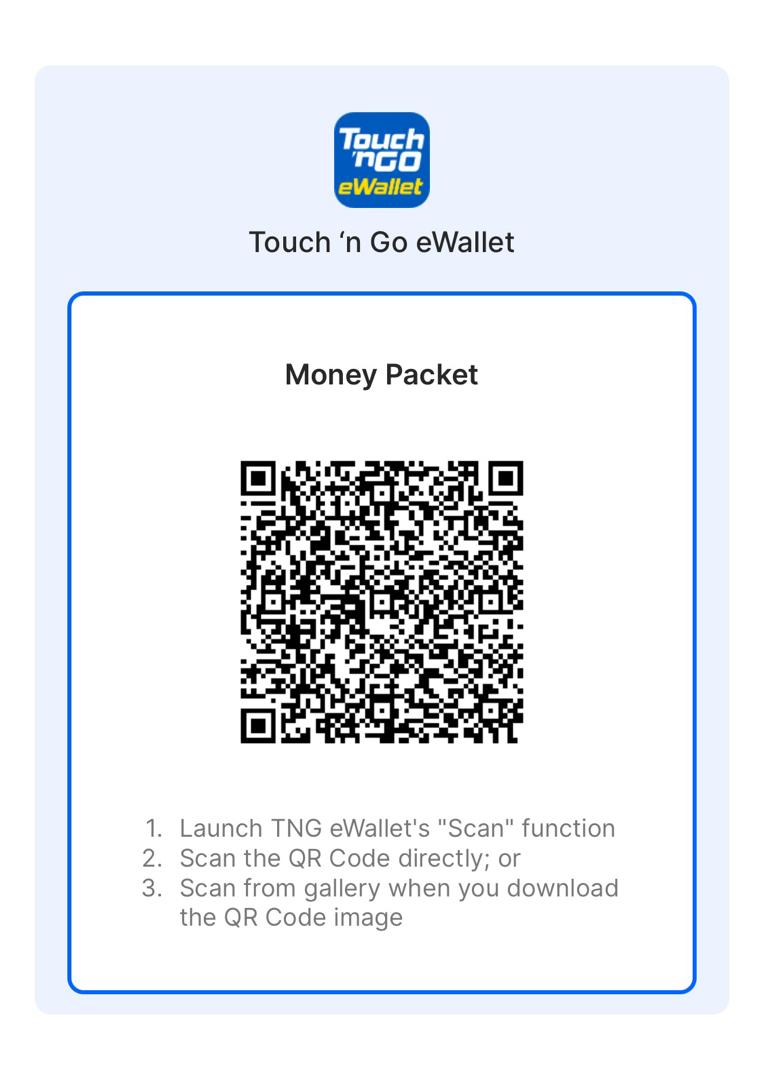 Touch
'nGO
eWallet
Touch ‘n Go eWallet
Money Packet
1. Launch TNG eWallet's "Scan" function
2. Scan the QR Code directly; or
3. Scan from gallery when you download
the QR Code image